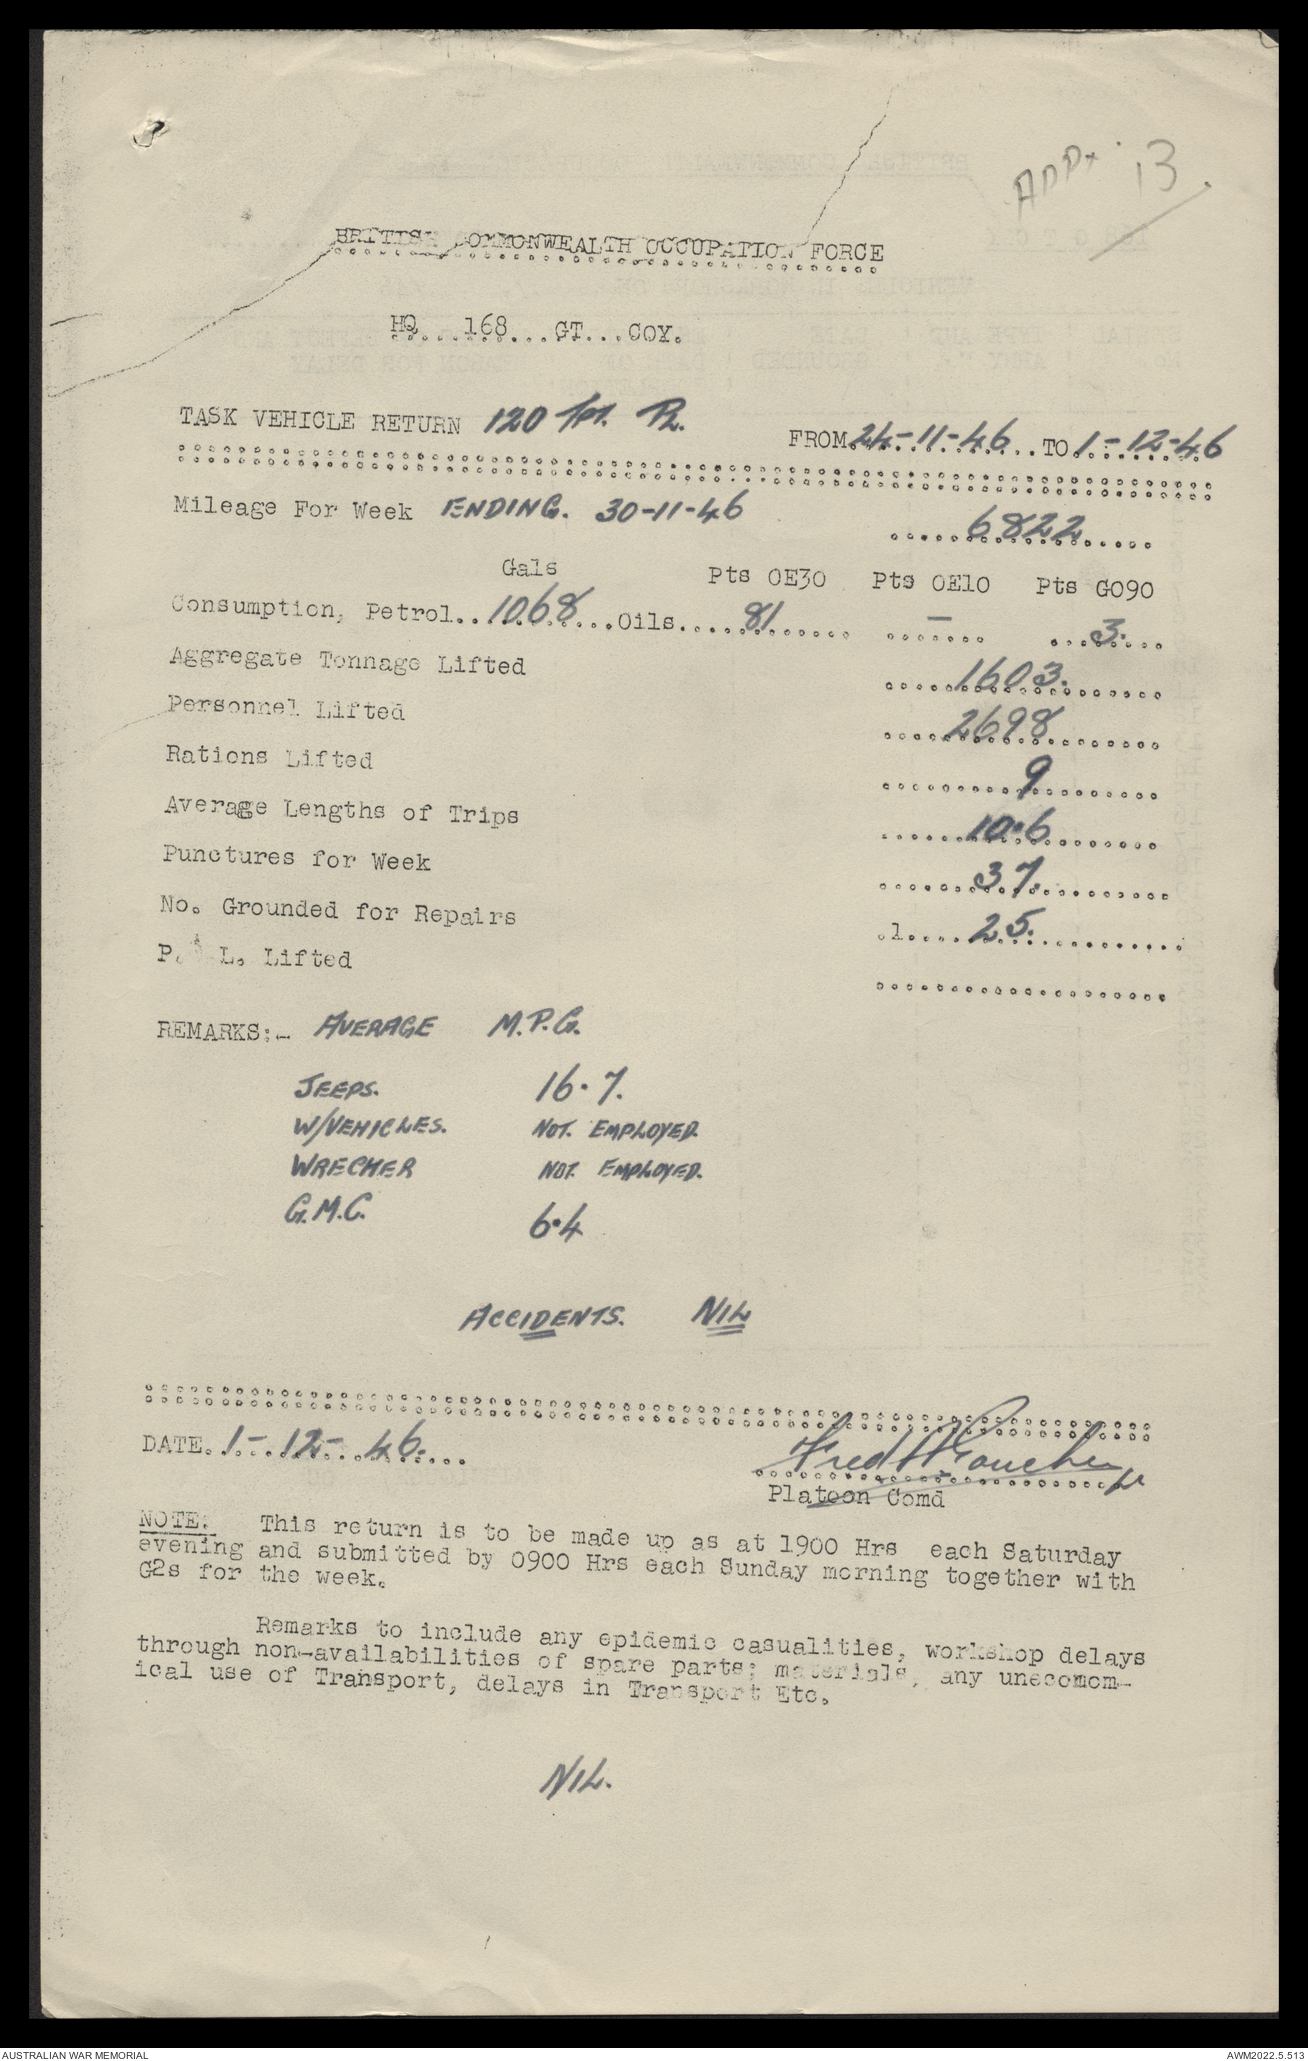 APPx 13.
BRITISH COMMONWEALTH OCCUPATION FORCE
HQ...168...GT...COY.
TASK VEHICLE RETURN 120 Tpt. Pl. FROM 24-11-46 TO 1-12-46
Mileage For Week ENDING. 30-11-46 6822
Gals Pts OE30 Pts OE10 Pts GO90
Consumption, Petrol..1068...Oils....81 — 3.
Aggregate Tonnage Lifted 1603.
Personnel Lifted 2698
Rations Lifted 9
Average Lengths of Trips 10.6
Punctures for Week 37.
No. Grounded for Repairs .1.....25.
P. L. Lifted
REMARKS:- AVERAGE M.P.G.
JEEPS. 16.7.
W/VEHICLES. NOT. EMPLOYED.
WRECHER NOT. EMPLOYED.
G.M.C. 6.4
ACCIDENTS. NIL
DATE. 1-12-46.
Platoon Comd
NOTE: This return is to be made up as at 1900 Hrs each Saturday
evening and submitted by 0900 Hrs each Sunday morning together with
G2s for the week.
Remarks to include any epidemic casualities, workshop delays
through non-availabilities of spare parts; materials, any unecomom-
ical use of Transport, delays in Transport Etc.
NIL.
AUSTRALIAN WAR MEMORIAL AWM2022.5.513